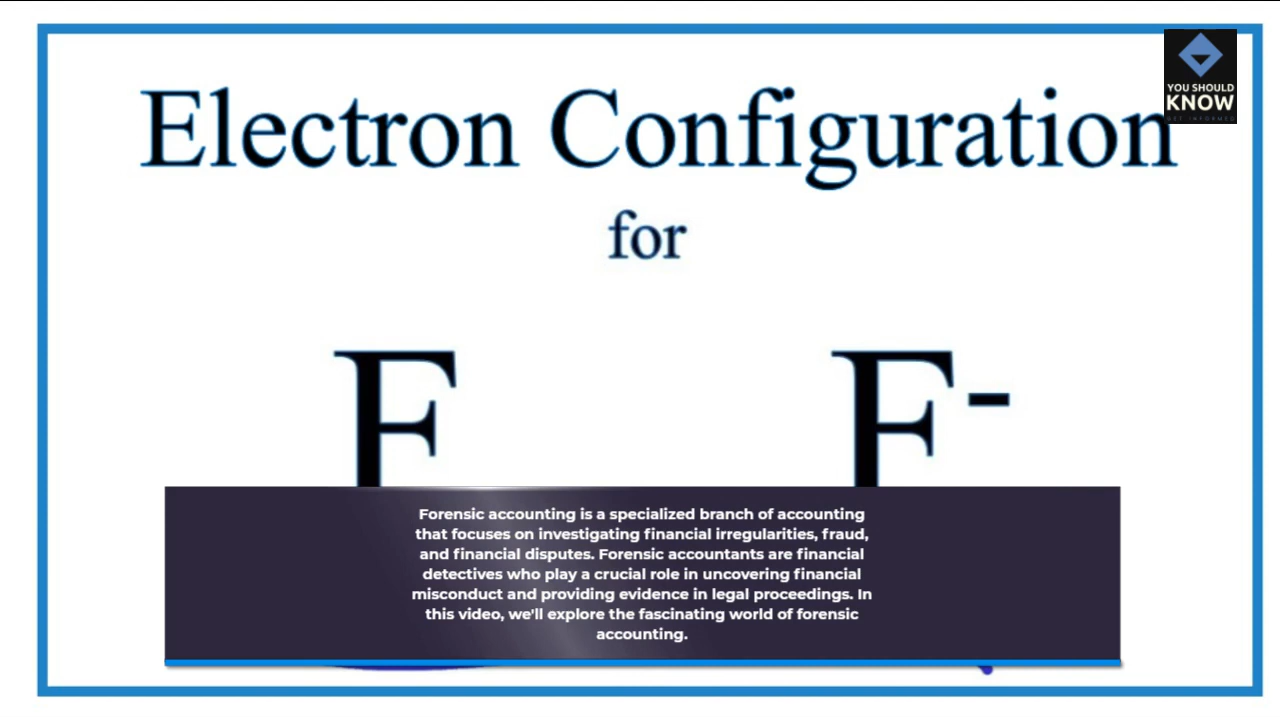 Electron Configuration
YOU SHOULD
KNOW
GET INFORMED
for
F F-
Forensic accounting is a specialized branch of accounting
that focuses on investigating financial irregularities, fraud,
and financial disputes. Forensic accountants are financial
detectives who play a crucial role in uncovering financial
misconduct and providing evidence in legal proceedings. In
this video, we'll explore the fascinating world of forensic
accounting.